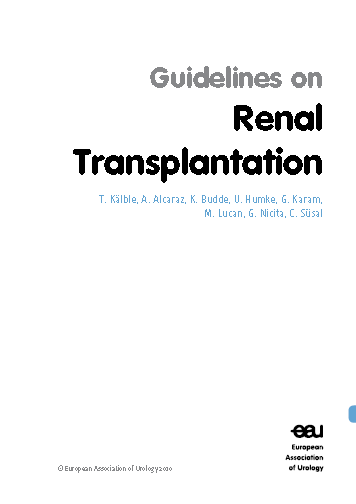 Guidelines on
Renal
Transplantation
T. Kälble, A. Alcaraz, K. Budde, U. Humke, G. Karam,
M. Lucan, G. Nicita, C. Süsal
eau
European
Association
of Urology
© European Association of Urology 2010